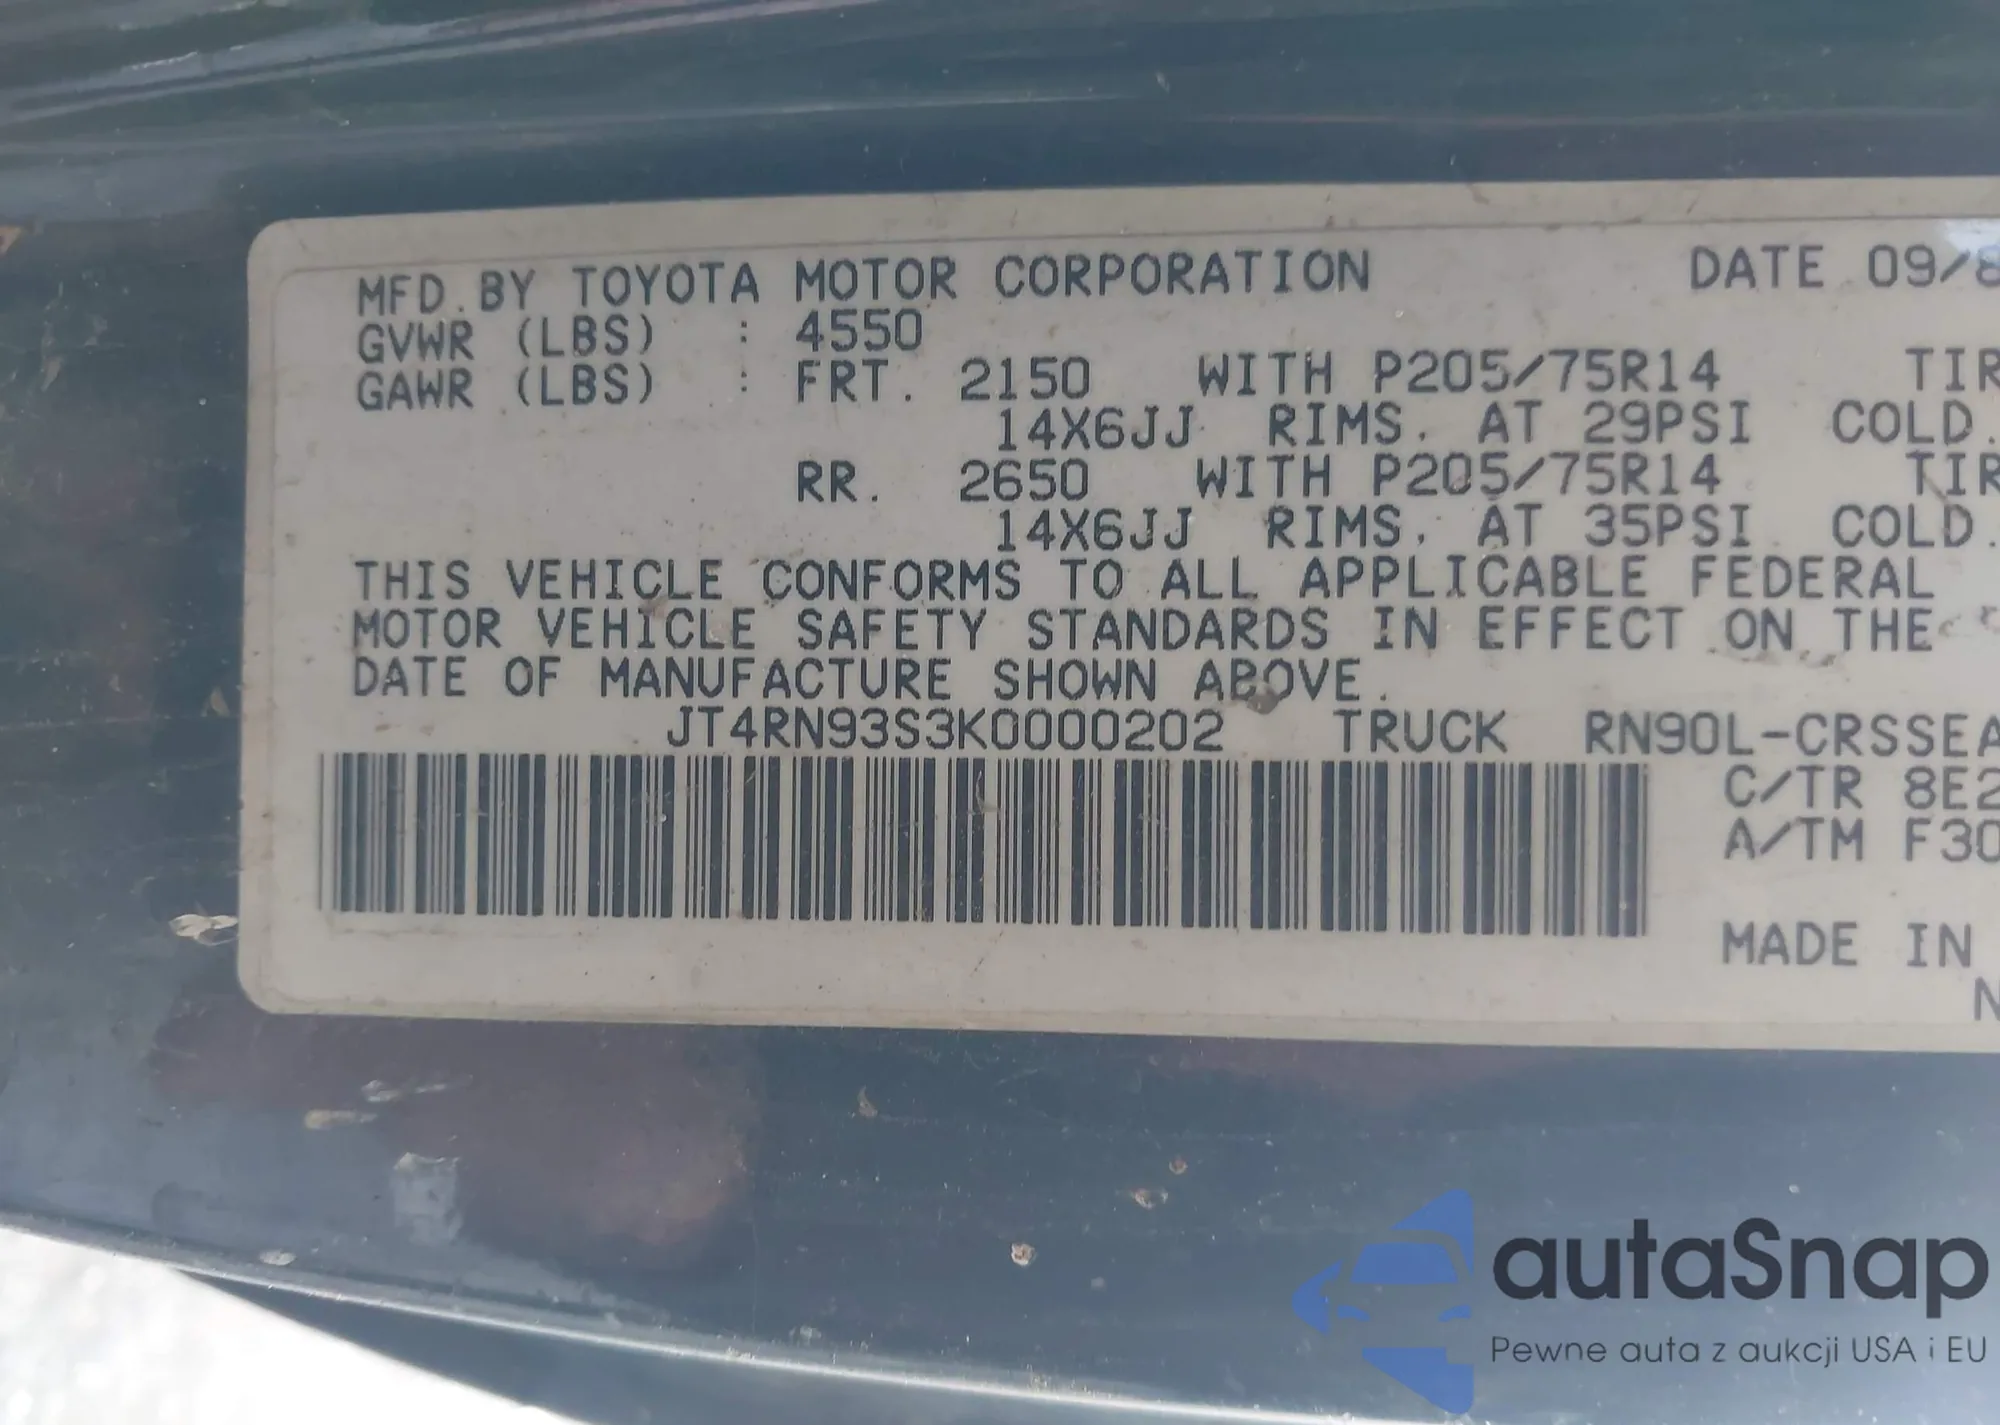 MFD. BY TOYOTA MOTOR CORPORATION DATE 09/8
GVWR (LBS) : 4550
GAWR (LBS) : FRT. 2150 WITH P205/75R14 TIR
14X6JJ RIMS. AT 29PSI COLD.
RR. 2650 WITH P205/75R14 TIR
14X6JJ RIMS. AT 35PSI COLD.
THIS VEHICLE CONFORMS TO ALL APPLICABLE FEDERAL
MOTOR VEHICLE SAFETY STANDARDS IN EFFECT ON THE
DATE OF MANUFACTURE SHOWN ABOVE.
JT4RN93S3K0000202 TRUCK RN90L-CRSSEA
C/TR 8E2
A/TM F30
MADE IN
N
autaSnap
Pewne auta z aukcji USA i EU